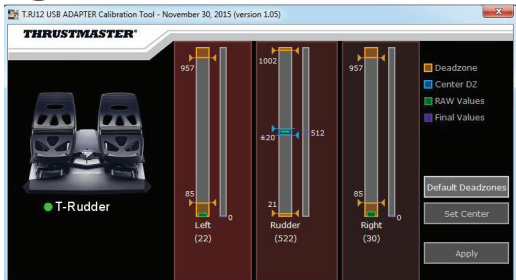 T.RJ12 USB ADAPTER Calibration Tool - November 30, 2015 (version 1.05)
THRUSTMASTER®
T-Rudder
957
85
0
Left
(22)
1002
±20
512
21
Rudder
(522)
957
85
0
Right
(30)
Deadzone
Center DZ
RAW Values
Final Values
Default Deadzones
Set Center
Apply